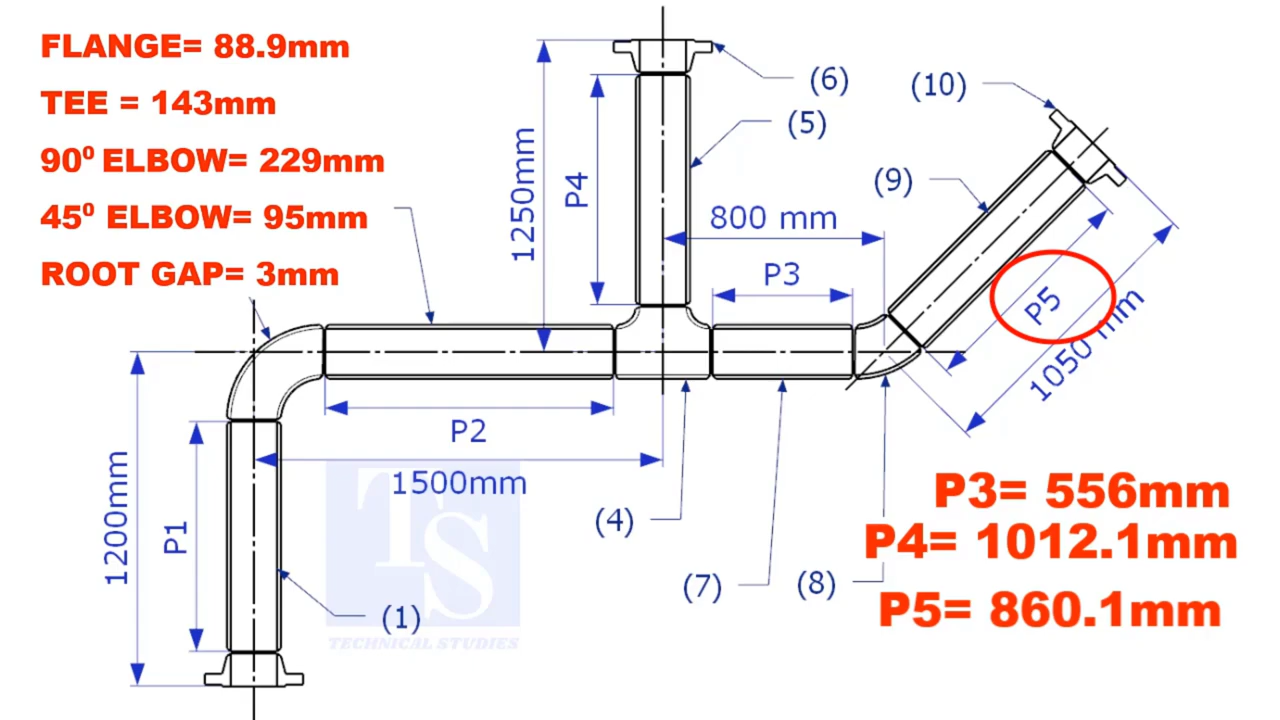 FLANGE= 88.9mm
TEE = 143mm
90⁰ ELBOW= 229mm
45⁰ ELBOW= 95mm
ROOT GAP= 3mm
(6)
(10)
(5)
(9)
1250mm
P4
800 mm
P3
P5
1050 mm
P2
1500mm
1200mm
P1
(4)
(7)
(8)
(1)
TS
TECHNICAL STUDIES
P3= 556mm
P4= 1012.1mm
P5= 860.1mm